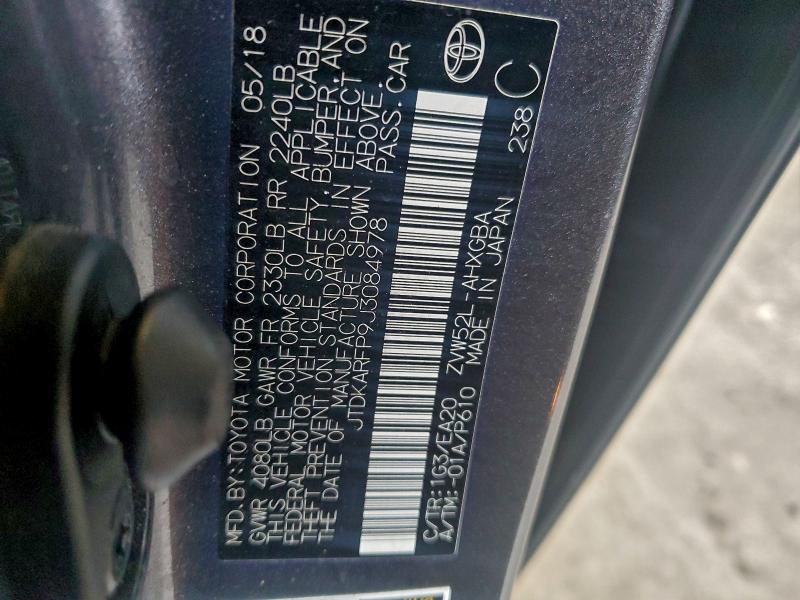 MFD.BY:TOYOTA MOTOR CORPORATION 05/18
GVWR 4080LB GAWR FR 2330LB RR 2240LB
THIS VEHICLE CONFORMS TO ALL APPLICABLE
FEDERAL MOTOR VEHICLE SAFETY, BUMPER, AND
THEFT PREVENTION STANDARDS IN EFFECT ON
THE DATE OF MANUFACTURE SHOWN ABOVE.
JTDKARFP9J3084978 PASS.CAR
C/TR:1G3/EA20 ZVW52L-AHXGBA
A/TM:-01A/P610 MADE IN JAPAN
238 C